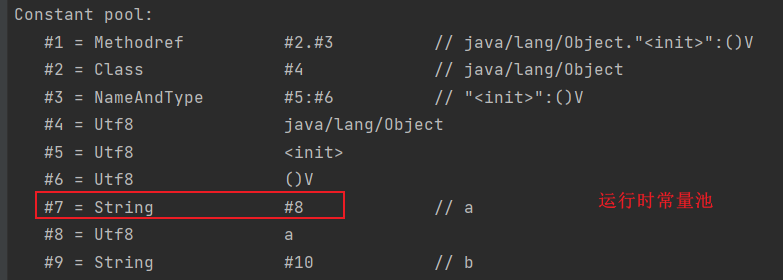 Constant pool:
#1 = Methodref #2.#3 // java/lang/Object."<init>":()V
#2 = Class #4 // java/lang/Object
#3 = NameAndType #5:#6 // "<init>":()V
#4 = Utf8 java/lang/Object
#5 = Utf8 <init>
#6 = Utf8 ()V
#7 = String #8 // a 运行时常量池
#8 = Utf8 a
#9 = String #10 // b